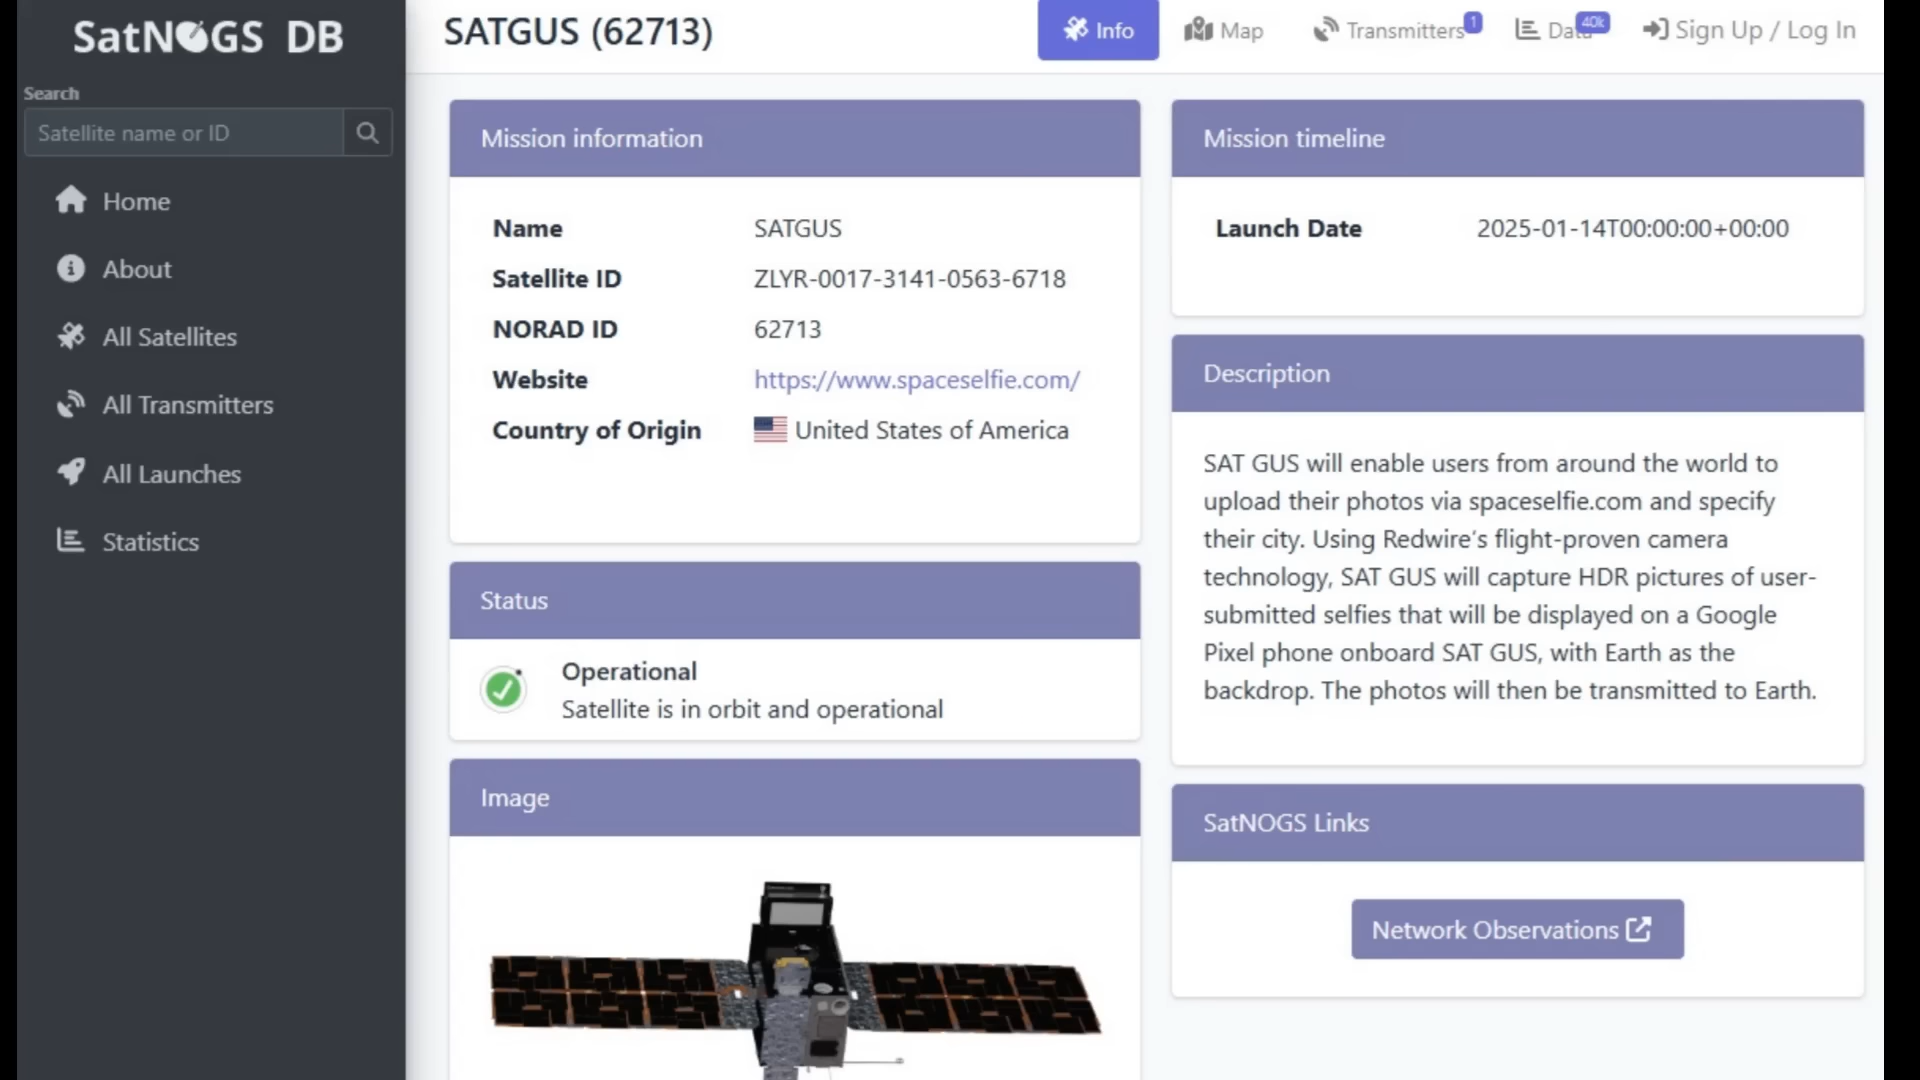 SatNOGS DB
Search
Satellite name or ID
Home
About
All Satellites
All Transmitters
All Launches
Statistics
SATGUS (62713)
Info
Map
Transmitters 1
Data 40k
Sign Up / Log In
Mission information
Name SATGUS
Satellite ID ZLYR-0017-3141-0563-6718
NORAD ID 62713
Website https://www.spaceselfie.com/
Country of Origin United States of America
Status
Operational
Satellite is in orbit and operational
Image
Mission timeline
Launch Date 2025-01-14T00:00:00+00:00
Description
SAT GUS will enable users from around the world to
upload their photos via spaceselfie.com and specify
their city. Using Redwire's flight-proven camera
technology, SAT GUS will capture HDR pictures of user-
submitted selfies that will be displayed on a Google
Pixel phone onboard SAT GUS, with Earth as the
backdrop. The photos will then be transmitted to Earth.
SatNOGS Links
Network Observations